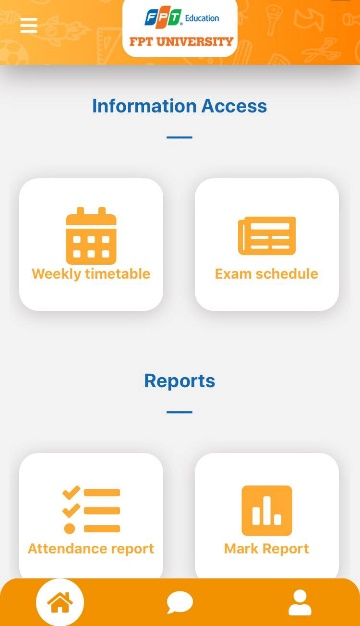 FPT Education
FPT UNIVERSITY
Information Access
Weekly timetable
Exam schedule
Reports
Attendance report
Mark Report